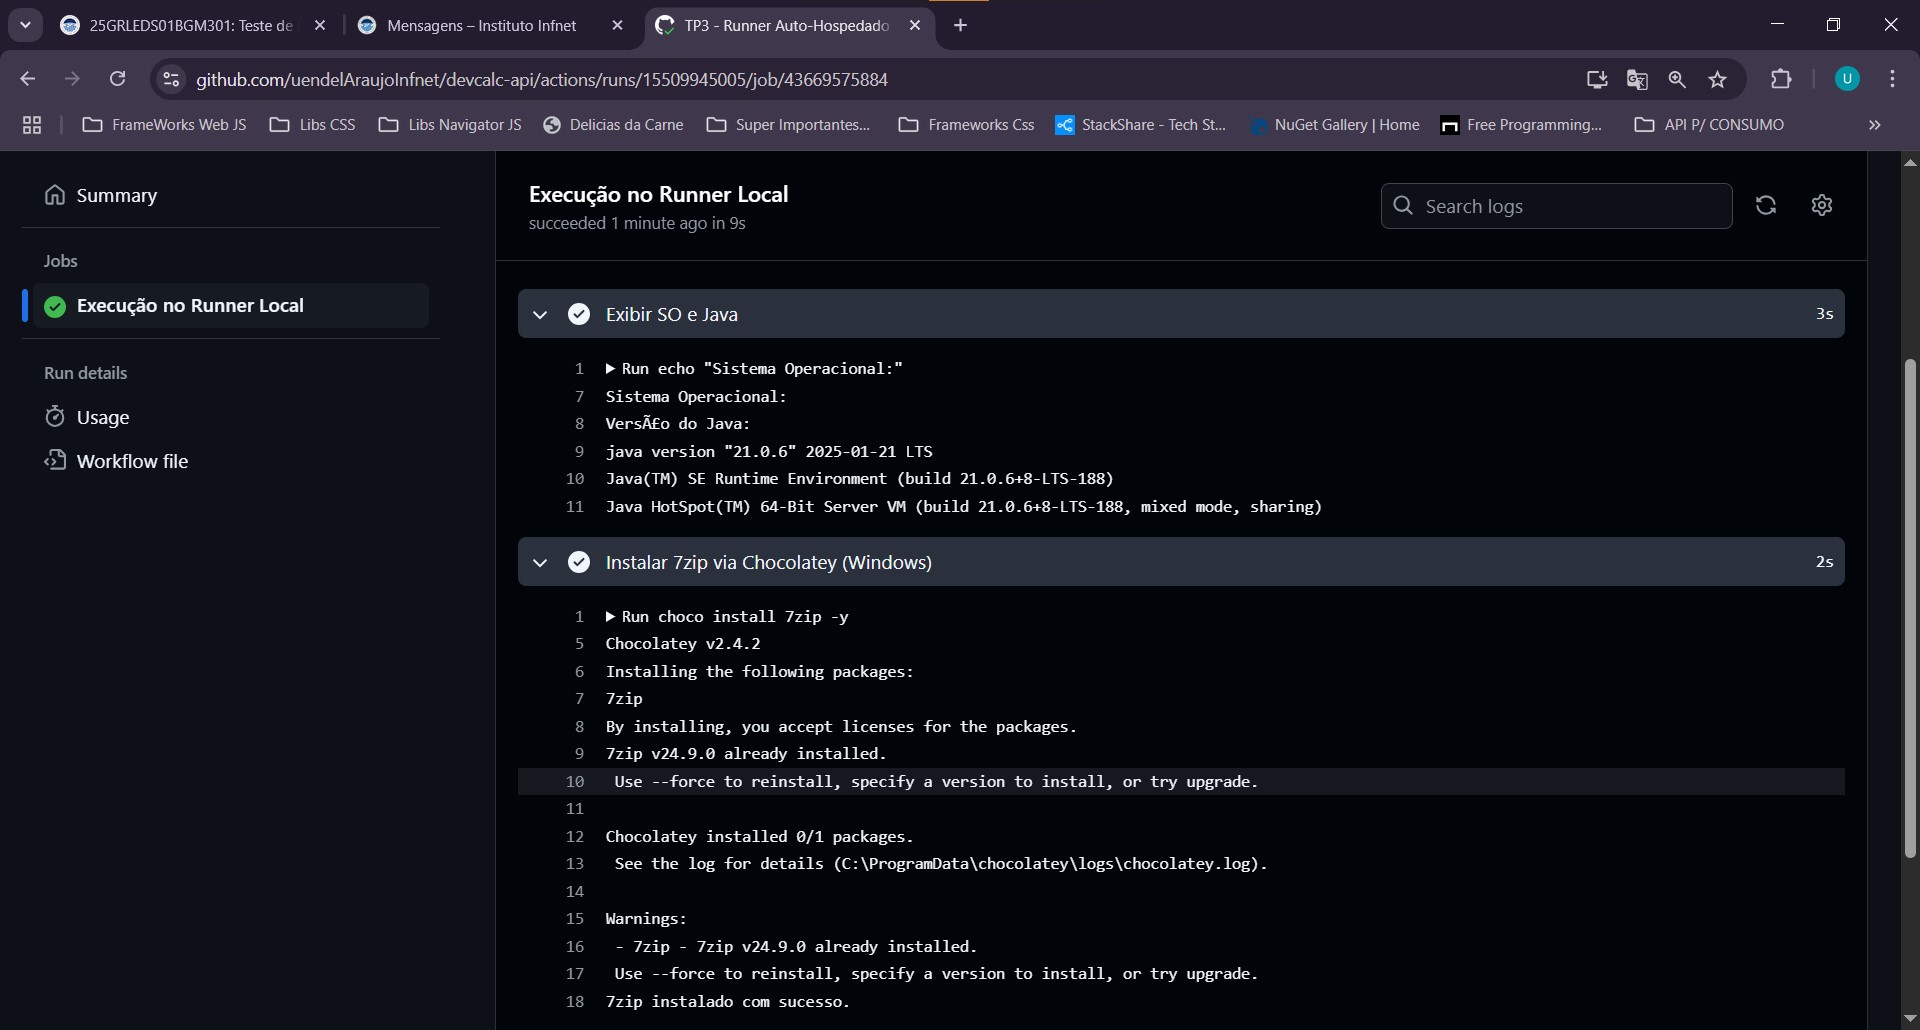 25GRLEDS01BGM301: Teste de
Mensagens – Instituto Infnet
TP3 - Runner Auto-Hospedado
github.com/uendelAraujoInfnet/devcalc-api/actions/runs/15509945005/job/43669575884
U
FrameWorks Web JS
Libs CSS
Libs Navigator JS
Delicias da Carne
Super Importantes...
Frameworks Css
StackShare - Tech St...
NuGet Gallery | Home
Free Programming...
API P/ CONSUMO
»
Summary
Jobs
Execução no Runner Local
Run details
Usage
Workflow file
Execução no Runner Local
succeeded 1 minute ago in 9s
Search logs
Exibir SO e Java 3s
1 Run echo "Sistema Operacional:"
7 Sistema Operacional:
8 VersÃ£o do Java:
9 java version "21.0.6" 2025-01-21 LTS
10 Java(TM) SE Runtime Environment (build 21.0.6+8-LTS-188)
11 Java HotSpot(TM) 64-Bit Server VM (build 21.0.6+8-LTS-188, mixed mode, sharing)
Instalar 7zip via Chocolatey (Windows) 2s
1 Run choco install 7zip -y
5 Chocolatey v2.4.2
6 Installing the following packages:
7 7zip
8 By installing, you accept licenses for the packages.
9 7zip v24.9.0 already installed.
10 Use --force to reinstall, specify a version to install, or try upgrade.
11
12 Chocolatey installed 0/1 packages.
13 See the log for details (C:\ProgramData\chocolatey\logs\chocolatey.log).
14
15 Warnings:
16 - 7zip - 7zip v24.9.0 already installed.
17 Use --force to reinstall, specify a version to install, or try upgrade.
18 7zip instalado com sucesso.